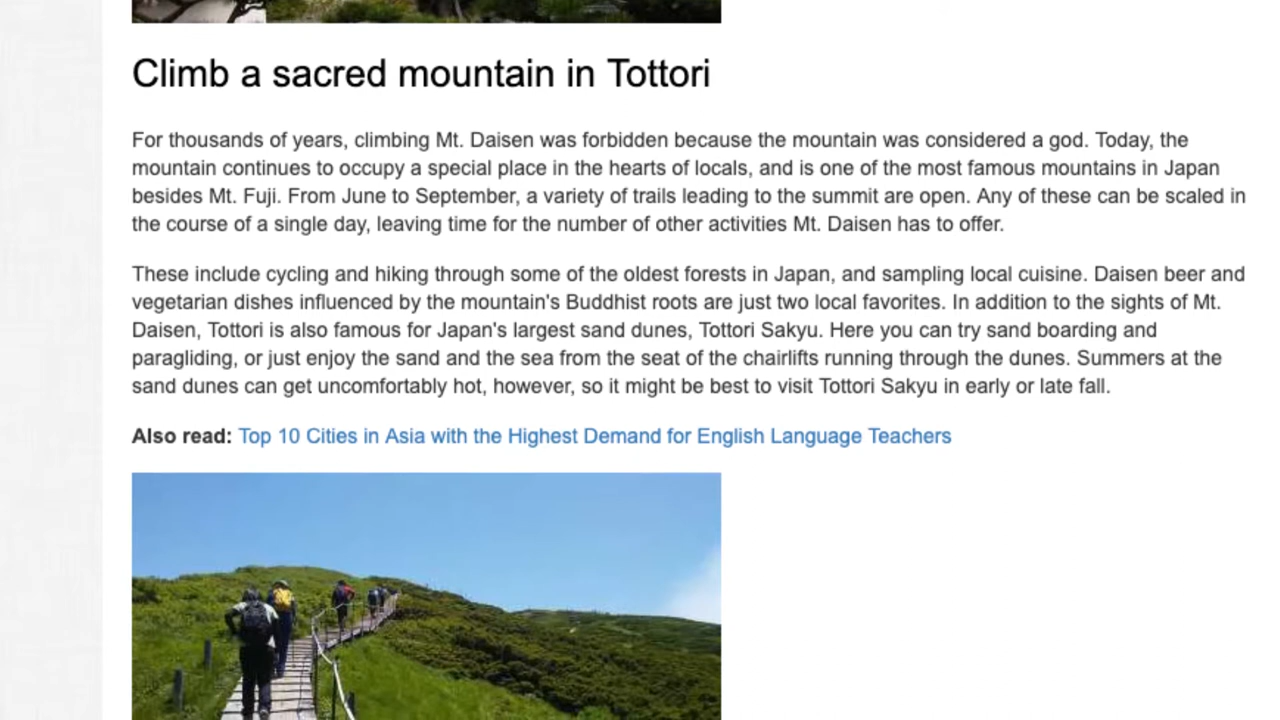 Climb a sacred mountain in Tottori
For thousands of years, climbing Mt. Daisen was forbidden because the mountain was considered a god. Today, the
mountain continues to occupy a special place in the hearts of locals, and is one of the most famous mountains in Japan
besides Mt. Fuji. From June to September, a variety of trails leading to the summit are open. Any of these can be scaled in
the course of a single day, leaving time for the number of other activities Mt. Daisen has to offer.
These include cycling and hiking through some of the oldest forests in Japan, and sampling local cuisine. Daisen beer and
vegetarian dishes influenced by the mountain's Buddhist roots are just two local favorites. In addition to the sights of Mt.
Daisen, Tottori is also famous for Japan's largest sand dunes, Tottori Sakyu. Here you can try sand boarding and
paragliding, or just enjoy the sand and the sea from the seat of the chairlifts running through the dunes. Summers at the
sand dunes can get uncomfortably hot, however, so it might be best to visit Tottori Sakyu in early or late fall.
Also read: Top 10 Cities in Asia with the Highest Demand for English Language Teachers